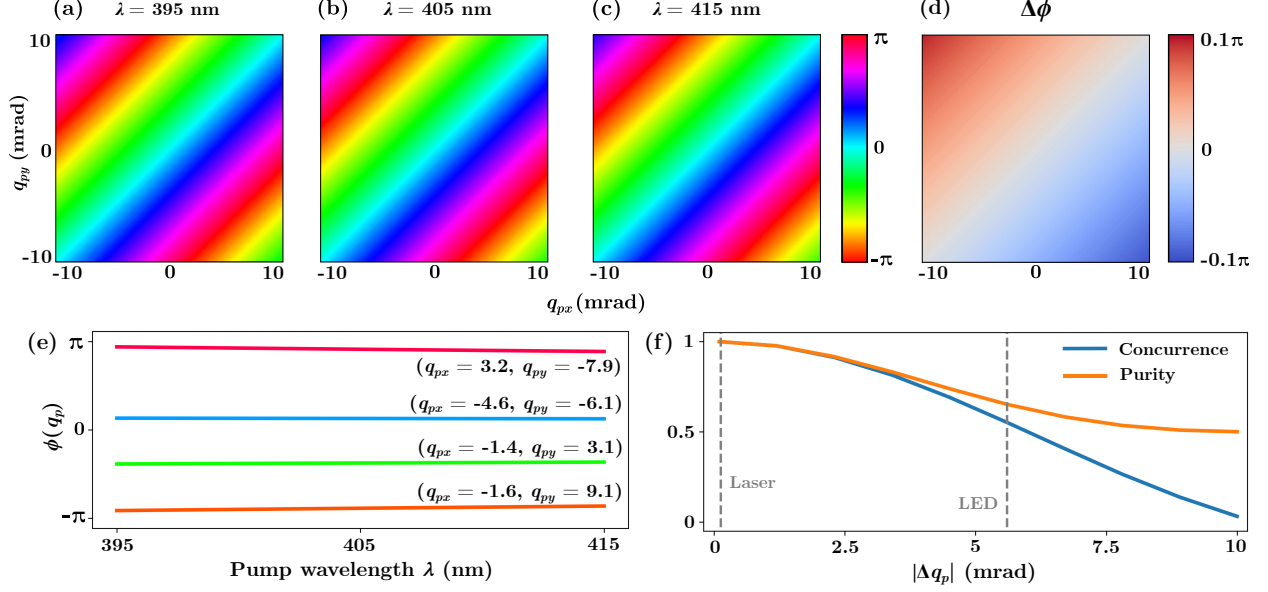 (a) λ = 395 nm
(b) λ = 405 nm
(c) λ = 415 nm
(d) Δϕ
q_py (mrad)
10
0
-10
-10 0 10
-10 0 10
-10 0 10
π
0
-π
-10 0 10
0.1π
0
-0.1π
q_px (mrad)
(e)
ϕ(q_p)
π
0
-π
(q_px = 3.2, q_py = -7.9)
(q_px = -4.6, q_py = -6.1)
(q_px = -1.4, q_py = 3.1)
(q_px = -1.6, q_py = 9.1)
395 405 415
Pump wavelength λ (nm)
(f)
1
0.5
0
Concurrence
Purity
Laser
LED
0 2.5 5 7.5 10
|Δq_p| (mrad)